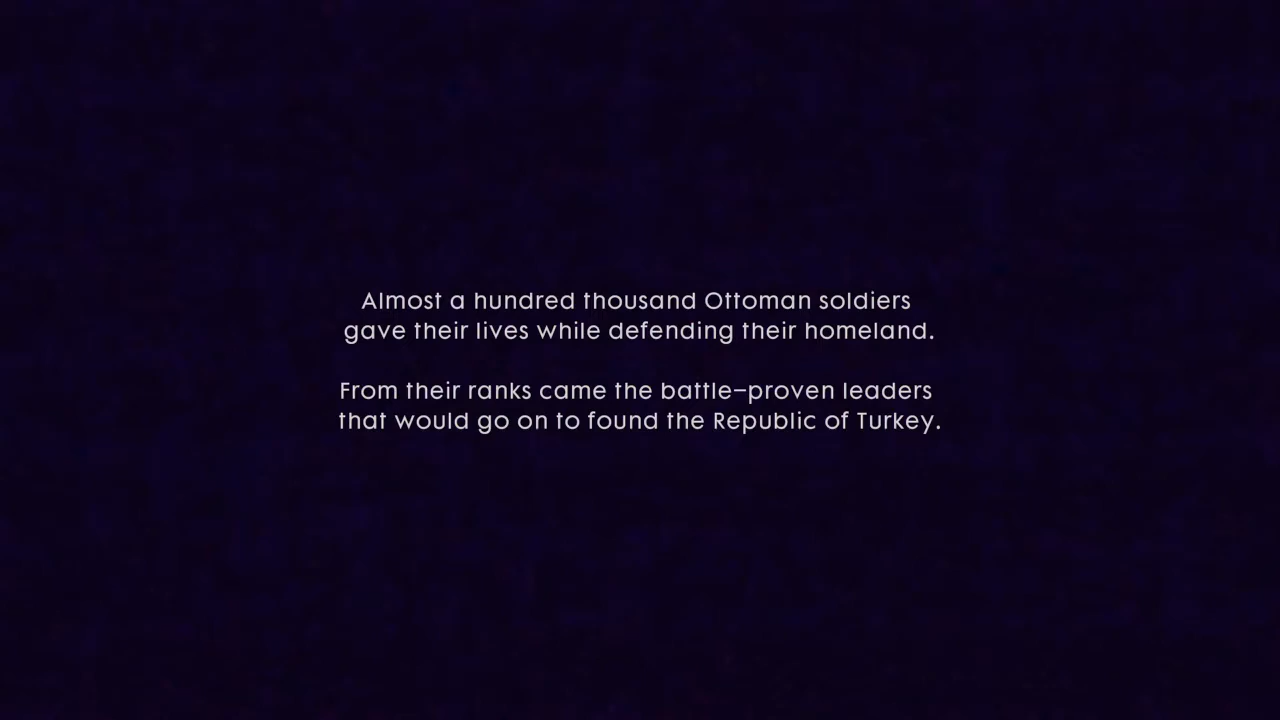 Almost a hundred thousand Ottoman soldiers
gave their lives while defending their homeland.
From their ranks came the battle–proven leaders
that would go on to found the Republic of Turkey.